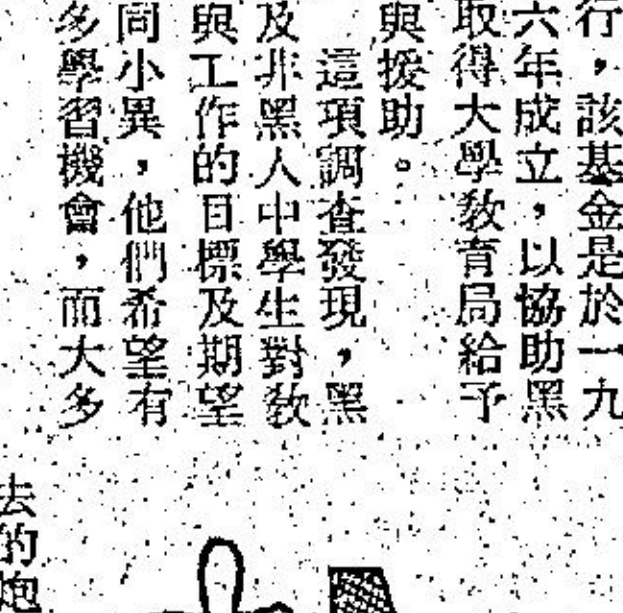 行，該基金是於一九
六年成立，以協助黑
取得大學教育局給予
與援助。
這項調查發現，黑
及非黑人中學生對教
與工作的目標及期望
同小異，他們希望有
多學習機會，而大多
去的炮